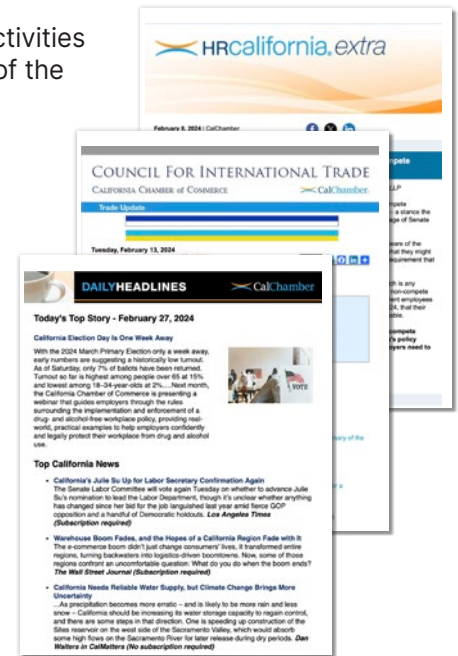 ctivities
of the
HRcalifornia. extra
February 8, 2024 | CalChamber
mpete
LLP
COUNCIL FOR INTERNATIONAL TRADE
CALIFORNIA CHAMBER of COMMERCE
CalChamber
Trade Update
Tuesday, February 13, 2024
DAILYHEADLINES
CalChamber
Today's Top Story - February 27, 2024
California Election Day Is One Week Away
With the 2024 March Primary Election only a week away,
early numbers are suggesting a historically low turnout.
As of Saturday, only 7% of ballots have been returned.
Turnout so far is highest among people over 65 at 15%
and lowest among 18–34-year-olds at 2%....Next month,
the California Chamber of Commerce is presenting a
webinar that guides employers through the rules
surrounding the implementation and enforcement of a
drug- and alcohol-free workplace policy, providing real-
world, practical examples to help employers confidently
and legally protect their workplace from drug and alcohol
use.
VOTE
Top California News
• California's Julie Su Up for Labor Secretary Confirmation Again
The Senate Labor Committee will vote again Tuesday on whether to advance Julie
Su's nomination to lead the Labor Department, though it's unclear whether anything
has changed since her bid for the job languished last year amid fierce GOP
opposition and a handful of Democratic holdouts. Los Angeles Times
(Subscription required)
• Warehouse Boom Fades, and the Hopes of a California Region Fade with It
The e-commerce boom didn't just change consumers' lives, it transformed entire
regions, turning backwaters into logistics-driven boomtowns. Now, some of those
regions confront an uncomfortable question: What do you do when the boom ends?
The Wall Street Journal (Subscription required)
• California Needs Reliable Water Supply, but Climate Change Brings More
Uncertainty
...As precipitation becomes more erratic – and is likely to be more rain and less
snow – California should be increasing its water storage capacity to regain control,
and there are some steps in that direction. One is speeding up construction of the
Sites reservoir on the west side of the Sacramento Valley, which would absorb
some high flows on the Sacramento River for later release during dry periods. Dan
Walters in CalMatters (No subscription required)